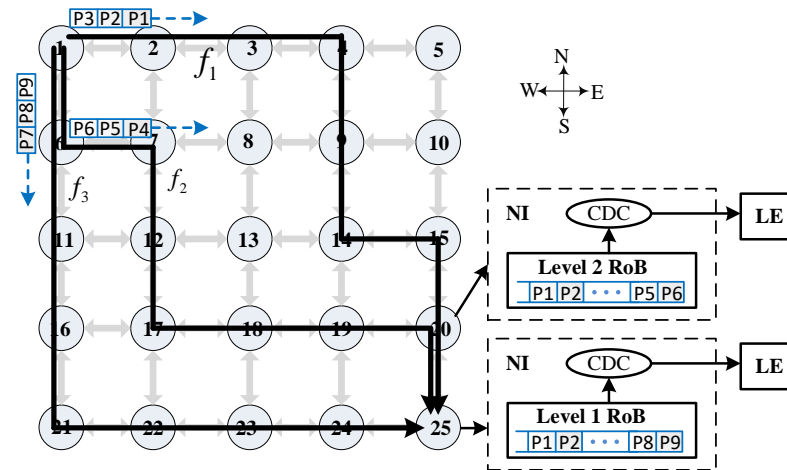 P3 P2 P1
1 2 3 4 5
f1
N
W E
S
P7 P8 P9
P6 P5 P4
6 7 8 9 10
f3 f2
NI CDC LE
11 12 13 14 15
Level 2 RoB
P1 P2 • • • P5 P6
16 17 18 19 20
NI CDC LE
Level 1 RoB
21 22 23 24 25
P1 P2 • • • P8 P9